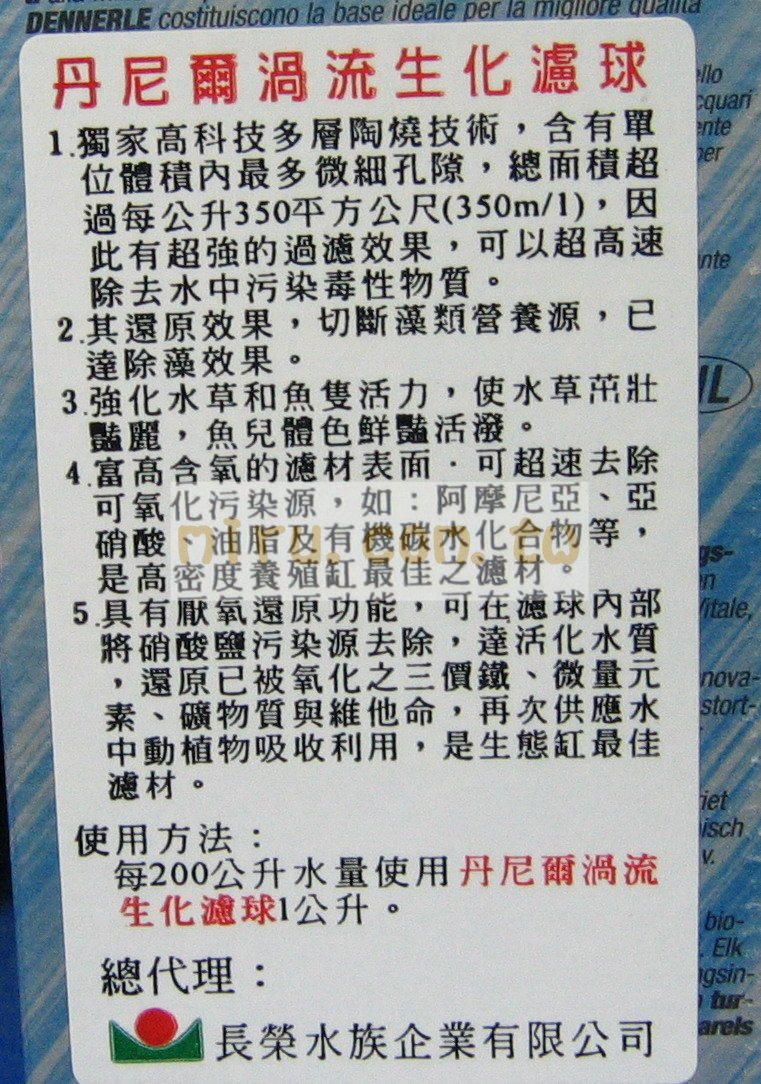 DENNERLE costituiscono la base ideale per la migliore qualità
丹尼爾渦流生化濾球
1.獨家高科技多層陶燒技術，含有單
位體積內最多微細孔隙，總面積超
過每公升350平方公尺(350m/l)，因
此有超強的過濾效果，可以超高速
除去水中污染毒性物質。
2.其還原效果，切斷藻類營養源，已
達除藻效果。
3.強化水草和魚隻活力，使水草茁壯
豔麗，魚兒體色鮮豔活潑。
4.富高含氧的濾材表面．可超速去除
可氧化污染源，如：阿摩尼亞、亞
硝酸、油脂及有機碳水化合物等，
是高密度養殖缸最佳之濾材。
5.具有厭氧還原功能，可在濾球內部
將硝酸鹽污染源去除，達活化水質
，還原已被氧化之三價鐵、微量元
素、礦物質與維他命，再次供應水
中動植物吸收利用，是生態缸最佳
濾材。
使用方法：
每200公升水量使用丹尼爾渦流
生化濾球1公升。
總代理：
長榮水族企業有限公司
NL
bio-
Elk